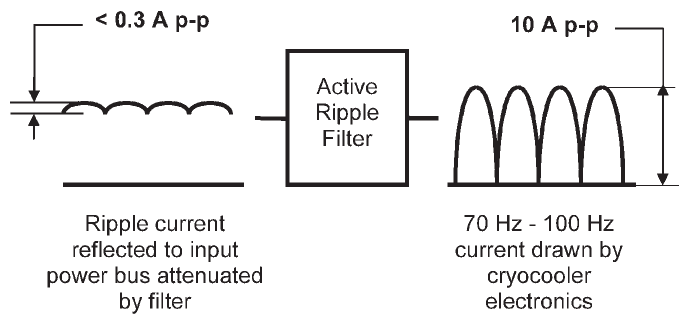 < 0.3 A p-p
10 A p-p
Active
Ripple
Filter
Ripple current
reflected to input
power bus attenuated
by filter
70 Hz - 100 Hz
current drawn by
cryocooler
electronics